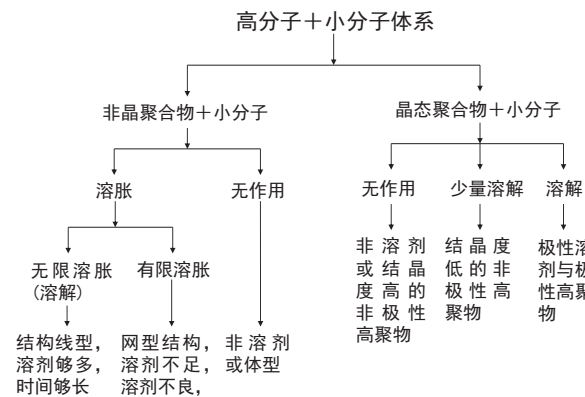 高分子＋小分子体系
非晶聚合物＋小分子
晶态聚合物＋小分子
溶胀
无作用
无作用
少量溶解
溶解
无限溶胀
(溶解)
有限溶胀
结构线型，
溶剂够多，
时间够长
网型结构，
溶剂不足，
溶剂不良，
非溶剂
或体型
非溶剂
或结晶
度高的
非极性
高聚物
结晶度
低的非
极性高
聚物
极性溶
剂与极
性高聚
物